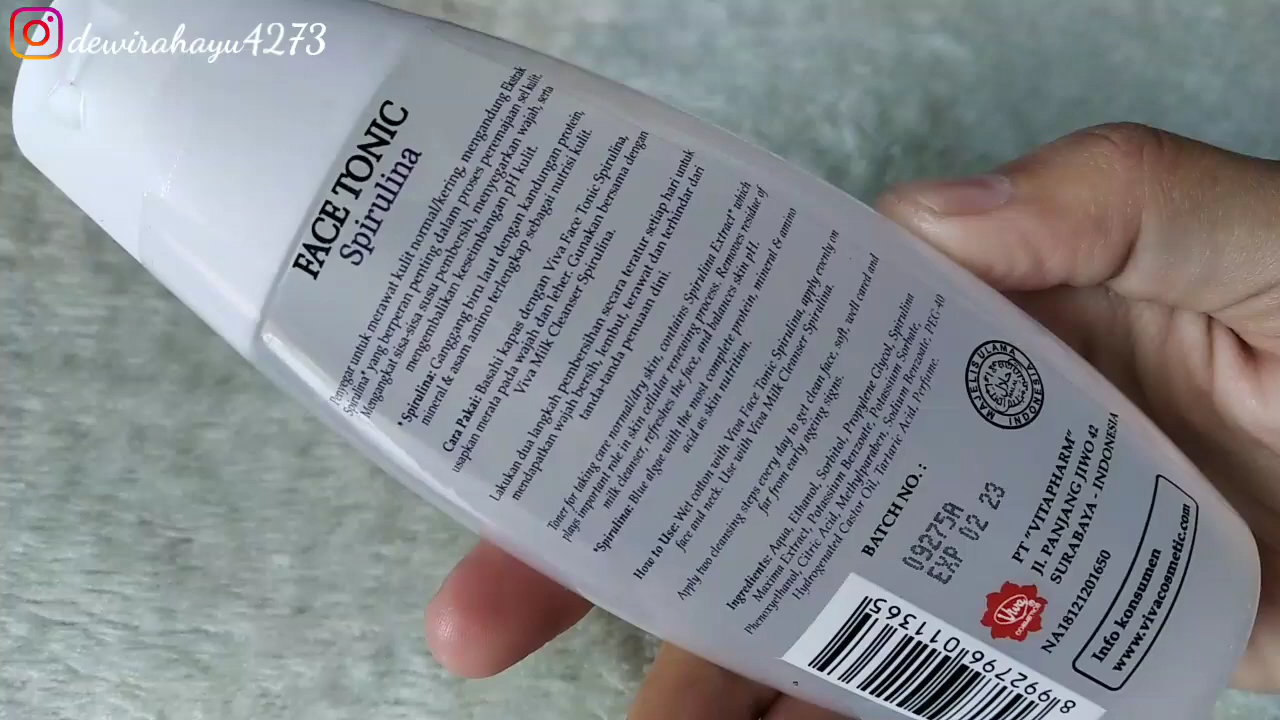 dewirahayu4273
FACE TONIC
Spirulina
Penyegar untuk merawat kulit normal/kering, mengandung Ekstrak
Spirulina* yang berperan penting dalam proses peremajaan sel kulit.
Mengangkat sisa-sisa susu pembersih, menyegarkan wajah, serta
mengembalikan keseimbangan pH kulit.
*Spirulina: Ganggang biru laut dengan kandungan protein,
mineral & asam amino terlengkap sebagai nutrisi kulit.
Cara Pakai: Basahi kapas dengan Viva Face Tonic Spirulina,
usapkan merata pada wajah dan leher. Gunakan bersama dengan
Viva Milk Cleanser Spirulina.
Lakukan dua langkah pembersihan secara teratur setiap hari untuk
mendapatkan wajah bersih, lembut, terawat dan terhindar dari
tanda-tanda penuaan dini.
Toner for taking care normal/dry skin, contains Spirulina Extract* which
plays important role in skin cellular renewing process. Removes residue of
milk cleanser, refreshes the face, and balances skin pH.
*Spirulina: Blue algae with the most complete protein, mineral & amino
acid as skin nutrition.
How to Use: Wet cotton with Viva Face Tonic Spirulina, apply evenly on
face and neck. Use with Viva Milk Cleanser Spirulina.
Apply two cleansing steps every day to get clean face, soft, well cared and
far from early ageing signs.
Ingredients: Aqua, Ethanol, Sorbitol, Propylene Glycol, Spirulina
Maxima Extract, Potassium Benzoate, Potassium Sorbate,
Phenoxyethanol, Citric Acid, Methylparaben, Sodium Benzoate, PEG-40
Hydrogenated Castor Oil, Tartaric Acid, Perfume.
BATCH NO. :
09275A
EXP 02 23
MAJELIS ULAMA INDONESIA
PT "VITAPHARM"
Jl. PANJANG JIWO 42
SURABAYA - INDONESIA
Viva
COSMETICS
NA18121201650
Info konsumen
www.vivacosmetic.com
8 992796 011365